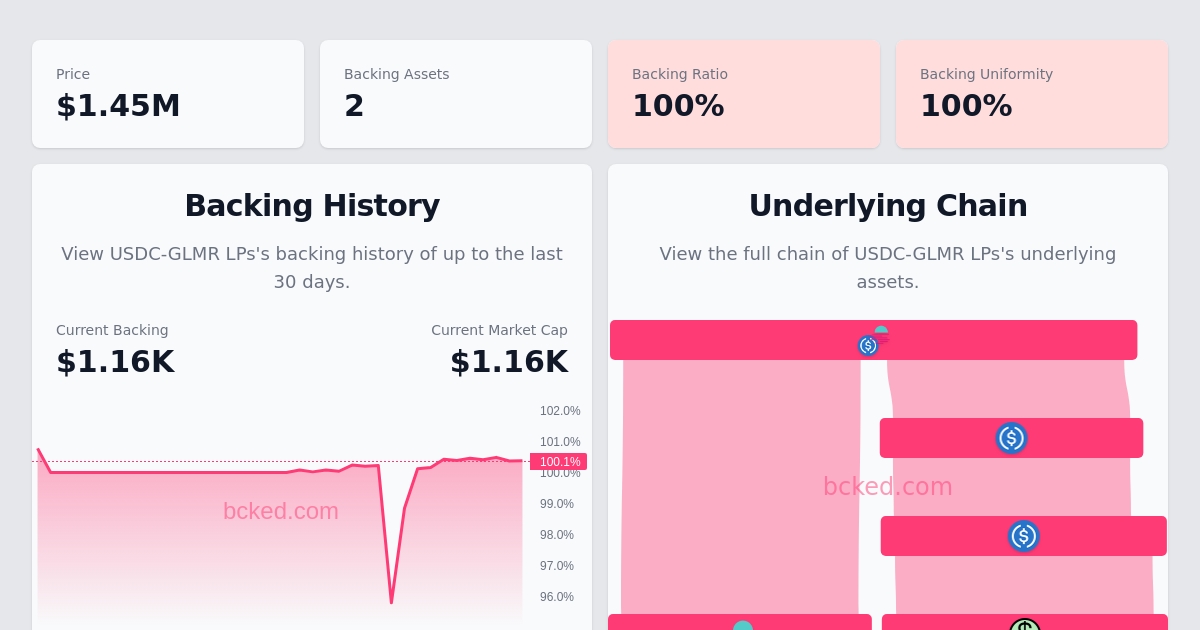 Price
$1.45M
Backing Assets
2
Backing Ratio
100%
Backing Uniformity
100%
Backing History
View USDC-GLMR LPs's backing history of up to the last
30 days.
Current Backing
$1.16K
Current Market Cap
$1.16K
102.0%
101.0%
100.1%
100.0%
99.0%
98.0%
97.0%
96.0%
bcked.com
Underlying Chain
View the full chain of USDC-GLMR LPs's underlying
assets.
bcked.com